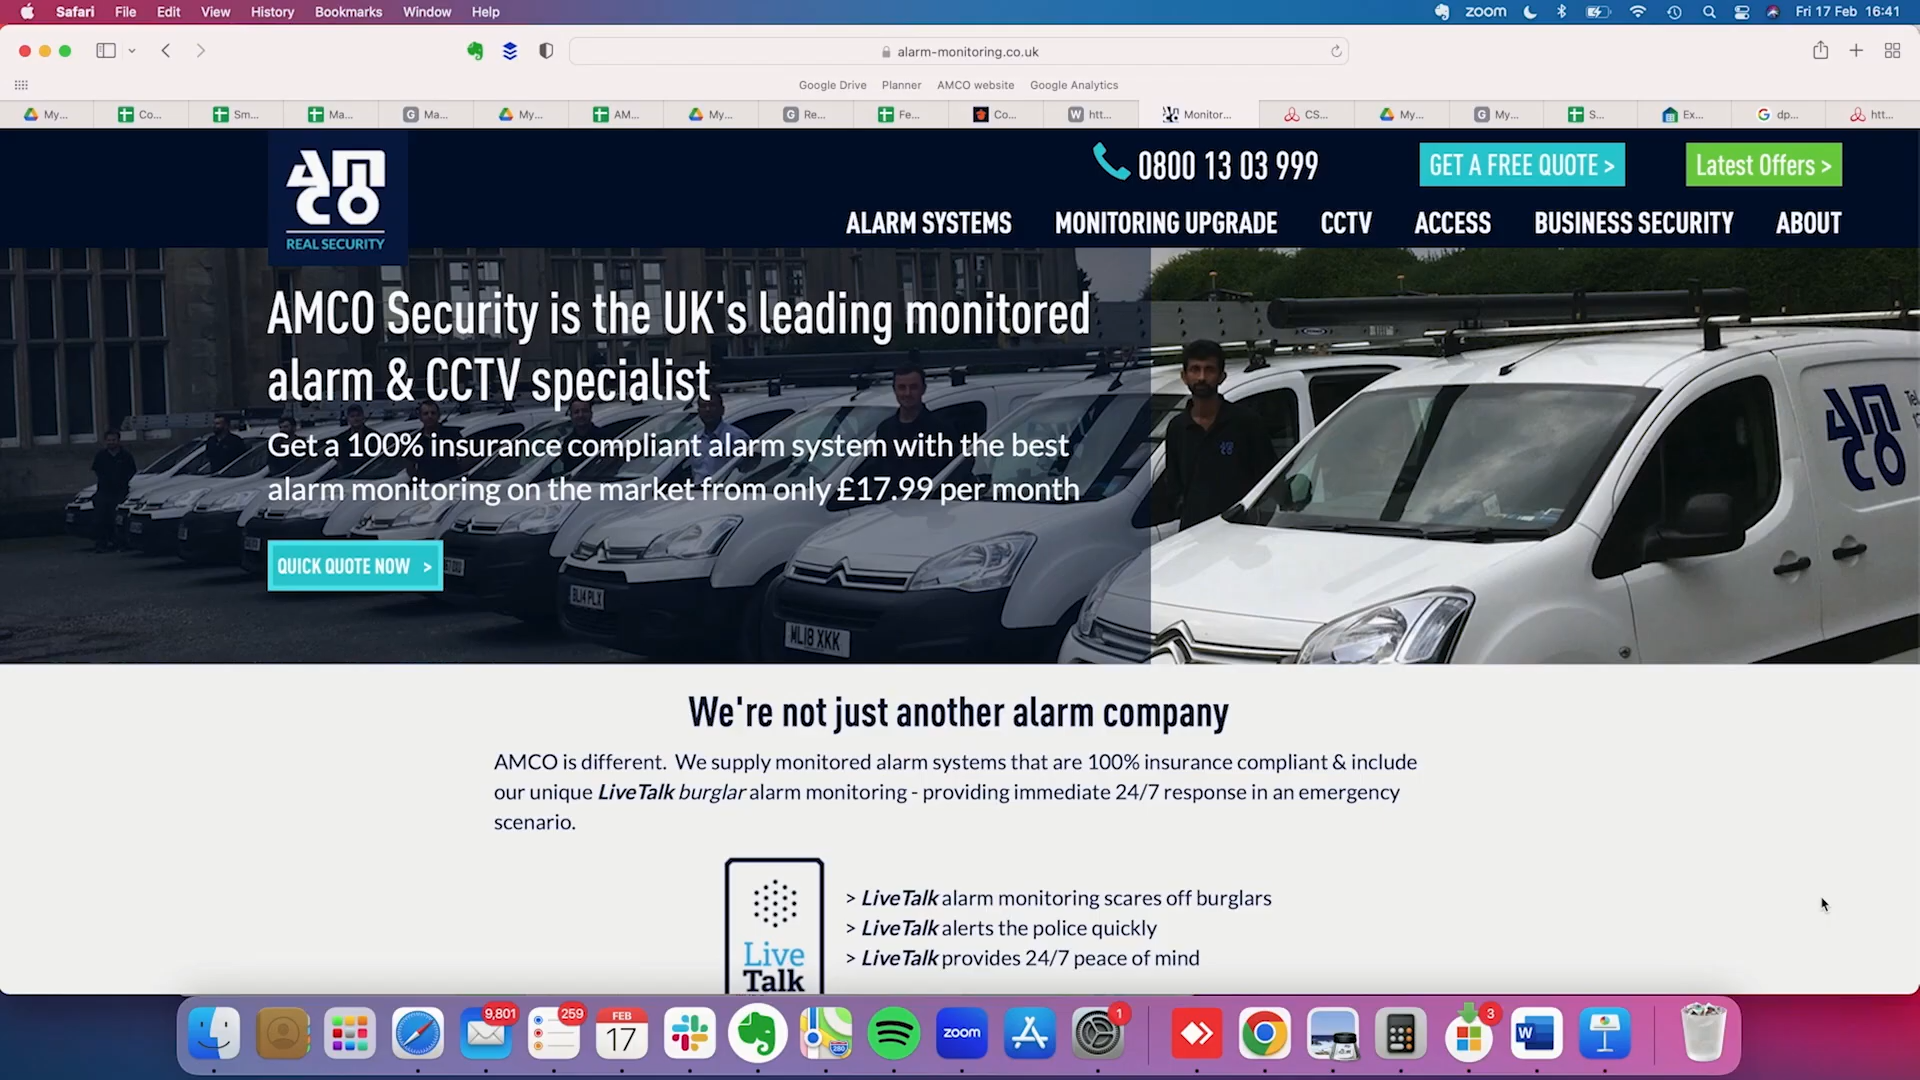 Safari File Edit View History Bookmarks Window Help
zoom Fri 17 Feb 16:41
alarm-monitoring.co.uk
Google Drive Planner AMCO website Google Analytics
My... Co... Sm... Ma... Ma... My... AM... My... Re... Fe... Co... htt... Monitor... CS... My... My... S... Ex... dp... htt...
AMCO
REAL SECURITY
0800 13 03 999
GET A FREE QUOTE >
Latest Offers >
ALARM SYSTEMS MONITORING UPGRADE CCTV ACCESS BUSINESS SECURITY ABOUT
AMCO Security is the UK's leading monitored
alarm & CCTV specialist
Get a 100% insurance compliant alarm system with the best
alarm monitoring on the market from only £17.99 per month
QUICK QUOTE NOW >
BL14 PLX
ML18 XKK
AMCO
We're not just another alarm company
AMCO is different. We supply monitored alarm systems that are 100% insurance compliant & include
our unique LiveTalk burglar alarm monitoring - providing immediate 24/7 response in an emergency
scenario.
Live
Talk
> LiveTalk alarm monitoring scares off burglars
> LiveTalk alerts the police quickly
> LiveTalk provides 24/7 peace of mind
9,801
259
FEB
17
zoom
1
3
W